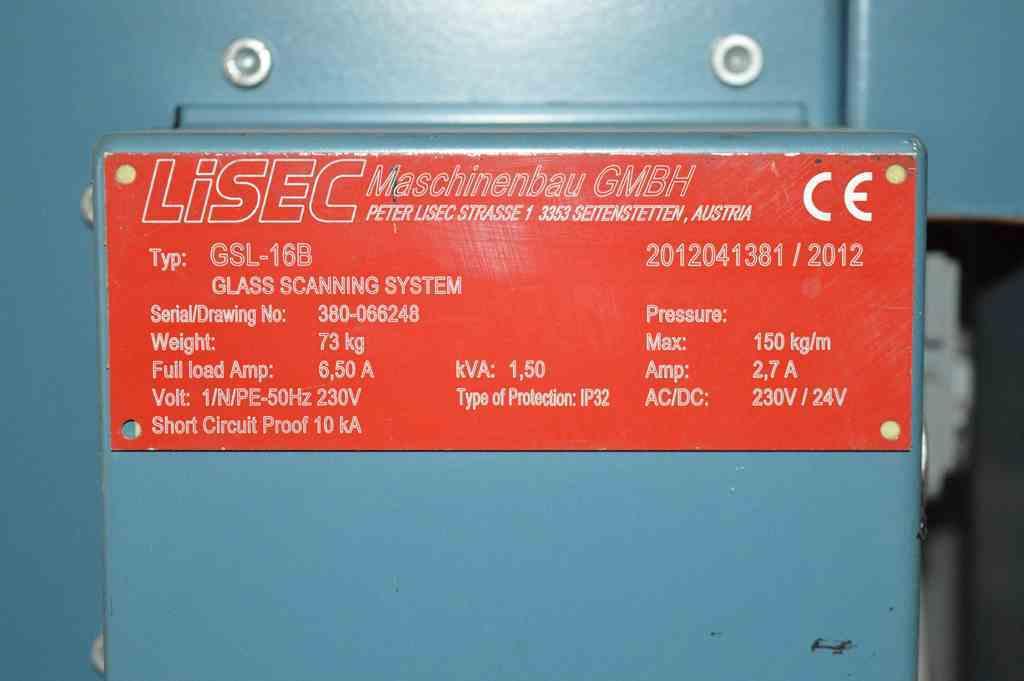 LiSEC Maschinenbau GMBH
PETER LISEC STRASSE 1 3353 SEITENSTETTEN, AUSTRIA
CE
Typ: GSL-16B 2012041381 / 2012
GLASS SCANNING SYSTEM
Serial/Drawing No: 380-066248 Pressure:
Weight: 73 kg Max: 150 kg/m
Full load Amp: 6,50 A kVA: 1,50 Amp: 2,7 A
Volt: 1/N/PE-50Hz 230V Type of Protection: IP32 AC/DC: 230V / 24V
Short Circuit Proof 10 kA